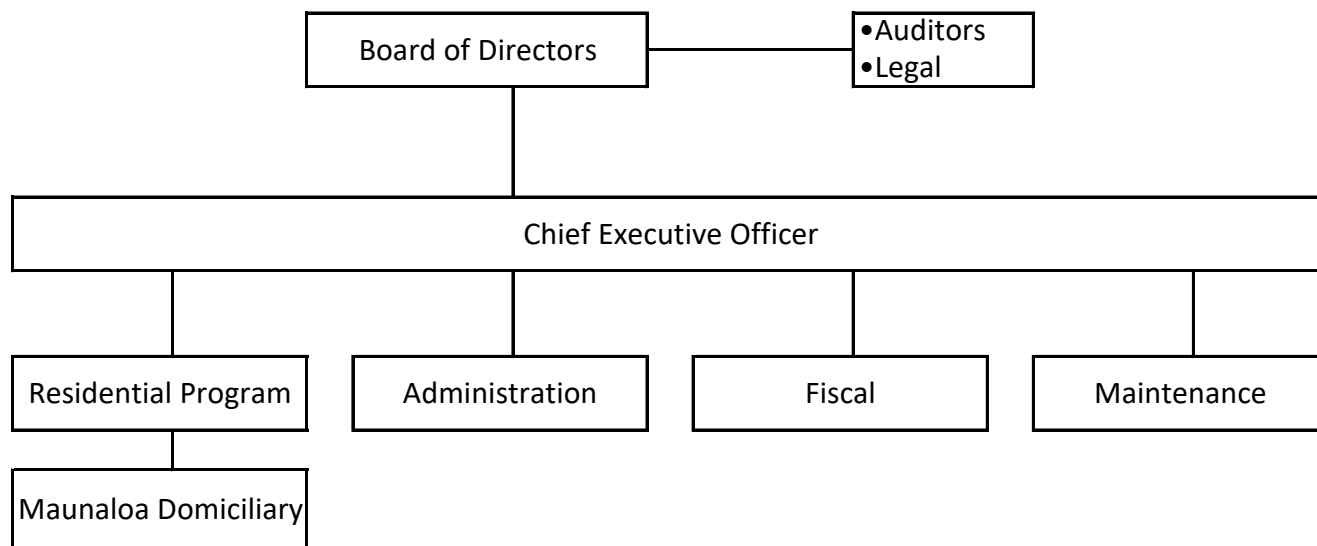 Board of Directors
•Auditors
•Legal
Chief Executive Officer
Residential Program
Administration
Fiscal
Maintenance
Maunaloa Domiciliary